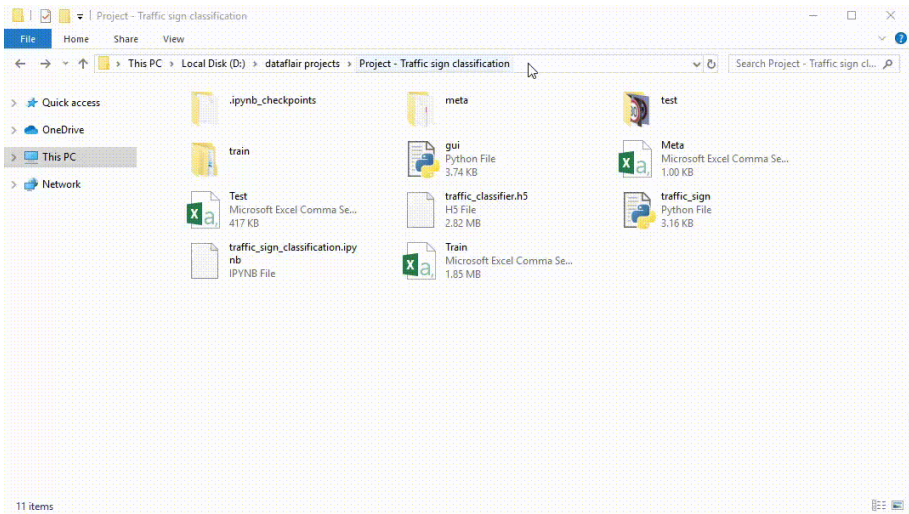 Project - Traffic sign classification
File Home Share View
This PC > Local Disk (D:) > dataflair projects > Project - Traffic sign classification
Search Project - Traffic sign cl...
Quick access
OneDrive
This PC
Network
.ipynb_checkpoints
meta
test
train
gui
Python File
3.74 KB
Meta
Microsoft Excel Comma Se...
1.00 KB
Test
Microsoft Excel Comma Se...
417 KB
traffic_classifier.h5
H5 File
2.82 MB
traffic_sign
Python File
3.16 KB
traffic_sign_classification.ipy
nb
IPYNB File
Train
Microsoft Excel Comma Se...
1.85 MB
11 items